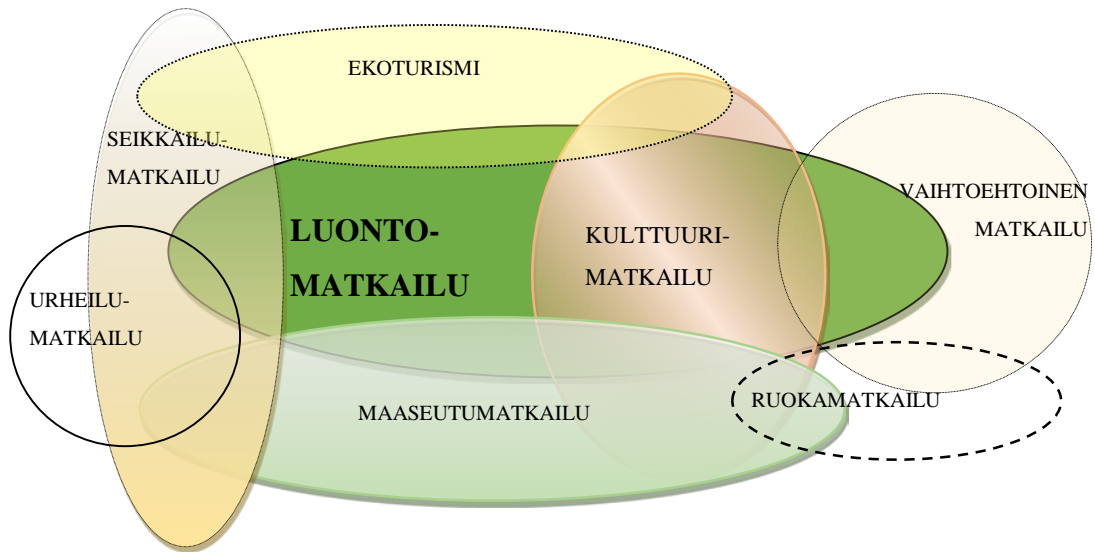 EKOTURISMI
SEIKKAILU-
MATKAILU
VAIHTOEHTOINEN
MATKAILU
LUONTO-
MATKAILU
KULTTUURI-
MATKAILU
URHEILU-
MATKAILU
MAASEUTUMATKAILU
RUOKAMATKAILU